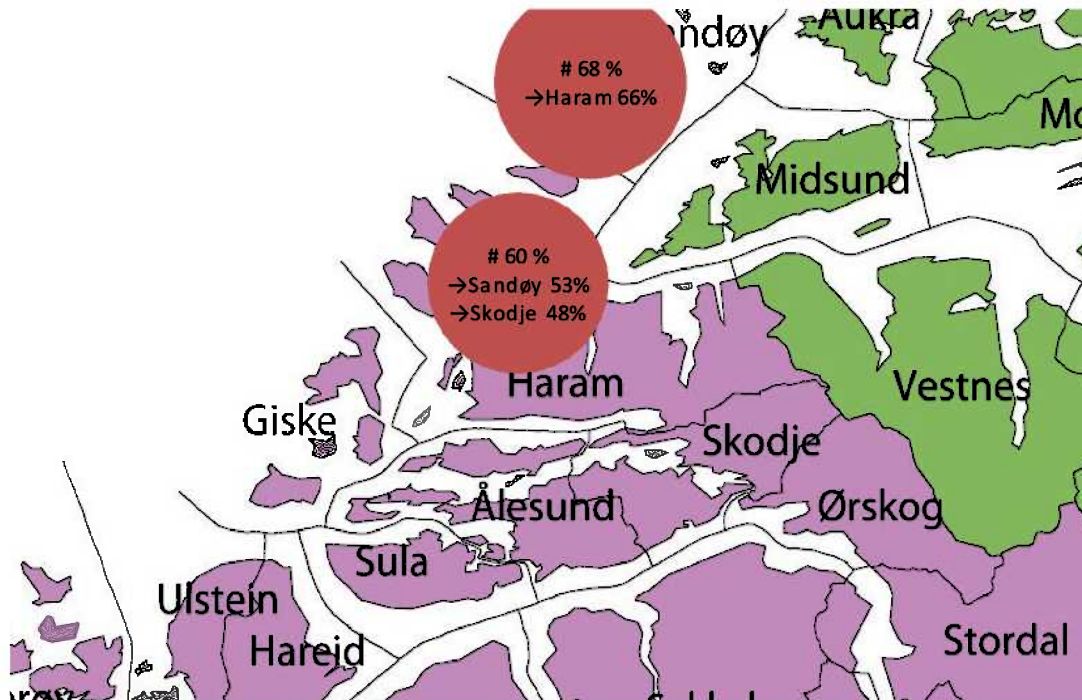 Aukra
ndøy
# 68 %
→Haram 66%
Midsund
# 60 %
→Sandøy 53%
→Skodje 48%
Haram
Vestnes
Giske
Skodje
Ålesund
Ørskog
Sula
Ulstein
Hareid
Stordal